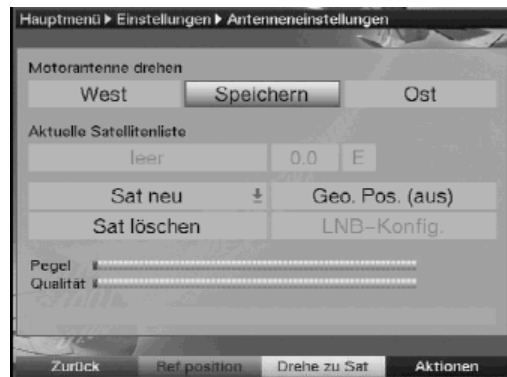 Hauptmenü ▸ Einstellungen ▸ Antenneneinstellungen
Motorantenne drehen
West Speichern Ost
Aktuelle Satellitenliste
leer 0.0 E
Sat neu Geo. Pos. (aus)
Sat löschen LNB-Konfig.
Pegel
Qualität
Zurück Ref.position Drehe zu Sat Aktionen